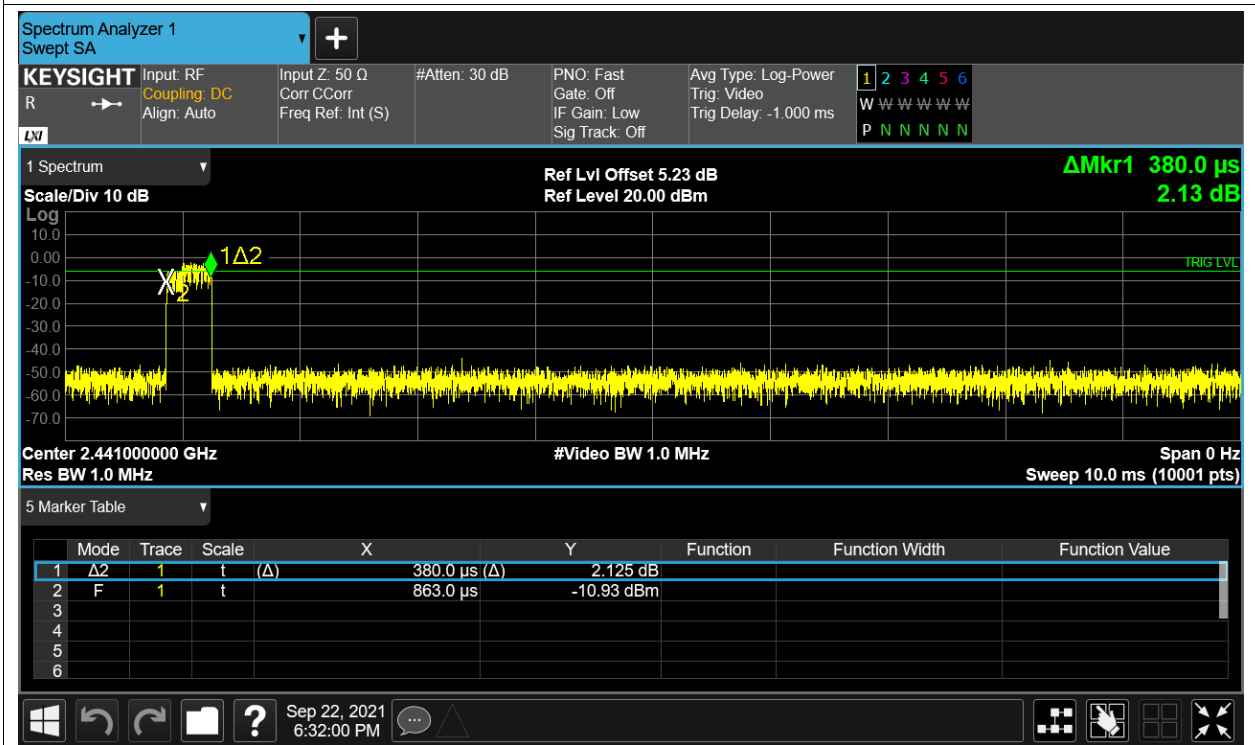 Spectrum Analyzer 1
Swept SA
KEYSIGHT Input: RF Input Z: 50 Ω #Atten: 30 dB PNO: Fast Avg Type: Log-Power 1 2 3 4 5 6
R Coupling: DC Corr CCorr Gate: Off Trig: Video W W W W W W
Align: Auto Freq Ref: Int (S) IF Gain: Low Trig Delay: -1.000 ms
LXI Sig Track: Off P N N N N N
1 Spectrum Ref Lvl Offset 5.23 dB ΔMkr1 380.0 µs
Scale/Div 10 dB Ref Level 20.00 dBm 2.13 dB
Log
10.0
0.00 1Δ2 TRIG LVL
-10.0 X2
-20.0
-30.0
-40.0
-50.0
-60.0
-70.0
Center 2.441000000 GHz #Video BW 1.0 MHz Span 0 Hz
Res BW 1.0 MHz Sweep 10.0 ms (10001 pts)
5 Marker Table
Mode Trace Scale X Y Function Function Width Function Value
1 Δ2 1 t (Δ) 380.0 µs (Δ) 2.125 dB
2 F 1 t 863.0 µs -10.93 dBm
3
4
5
6
? Sep 22, 2021
6:32:00 PM